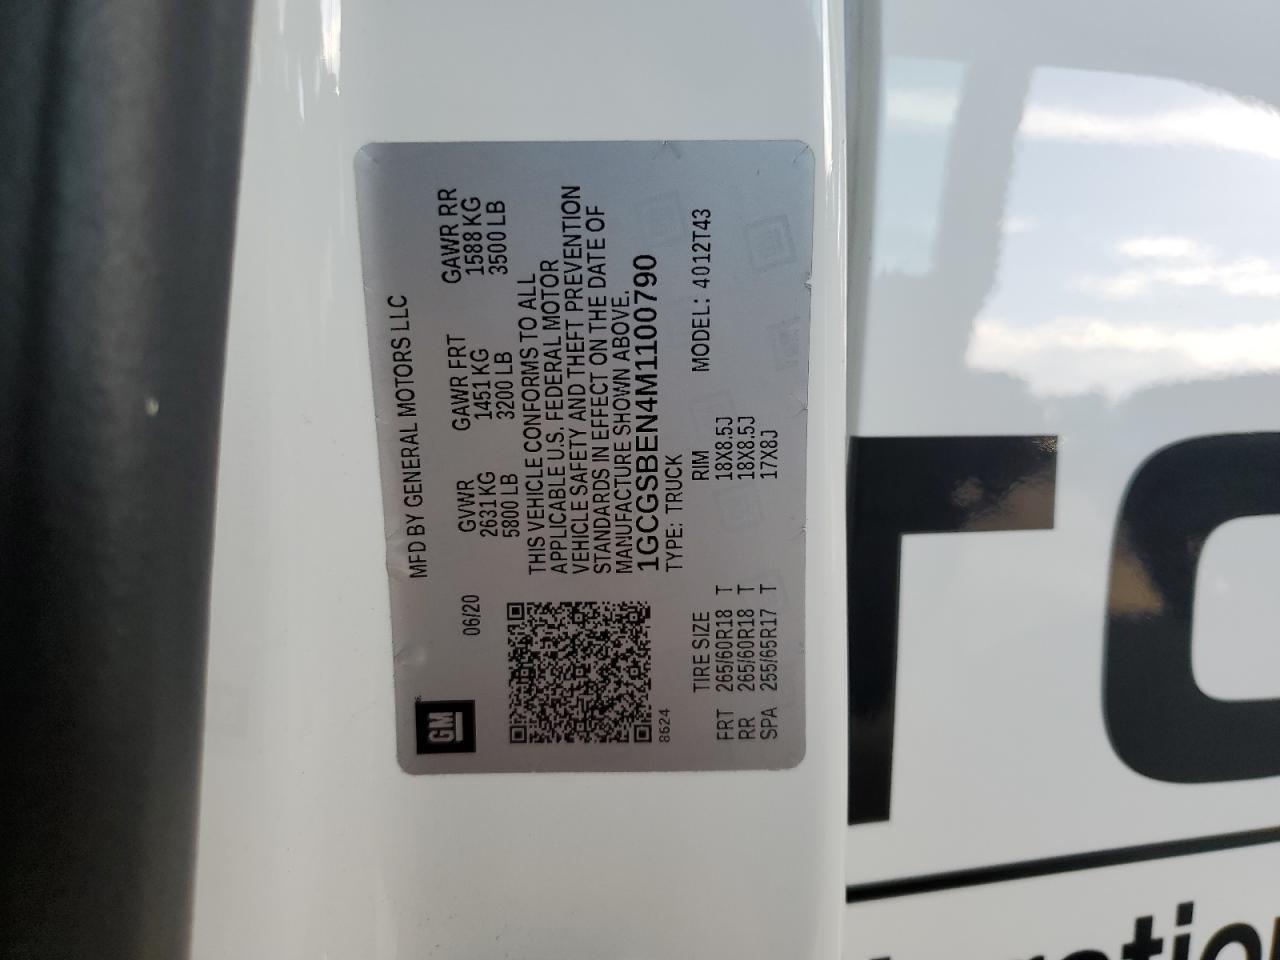 GM
MFD BY GENERAL MOTORS LLC
06/20
GVWR GAWR FRT GAWR RR
2631KG 1451 KG 1588 KG
5800 LB 3200 LB 3500 LB
THIS VEHICLE CONFORMS TO ALL
APPLICABLE U.S. FEDERAL MOTOR
VEHICLE SAFETY AND THEFT PREVENTION
STANDARDS IN EFFECT ON THE DATE OF
MANUFACTURE SHOWN ABOVE.
1GCGSBEN4M1100790
8624 TYPE: TRUCK
TIRE SIZE RIM MODEL: 4012T43
FRT 265/60R18 T 18X8.5J
RR 265/60R18 T 18X8.5J
SPA 255/65R17 T 17X8J